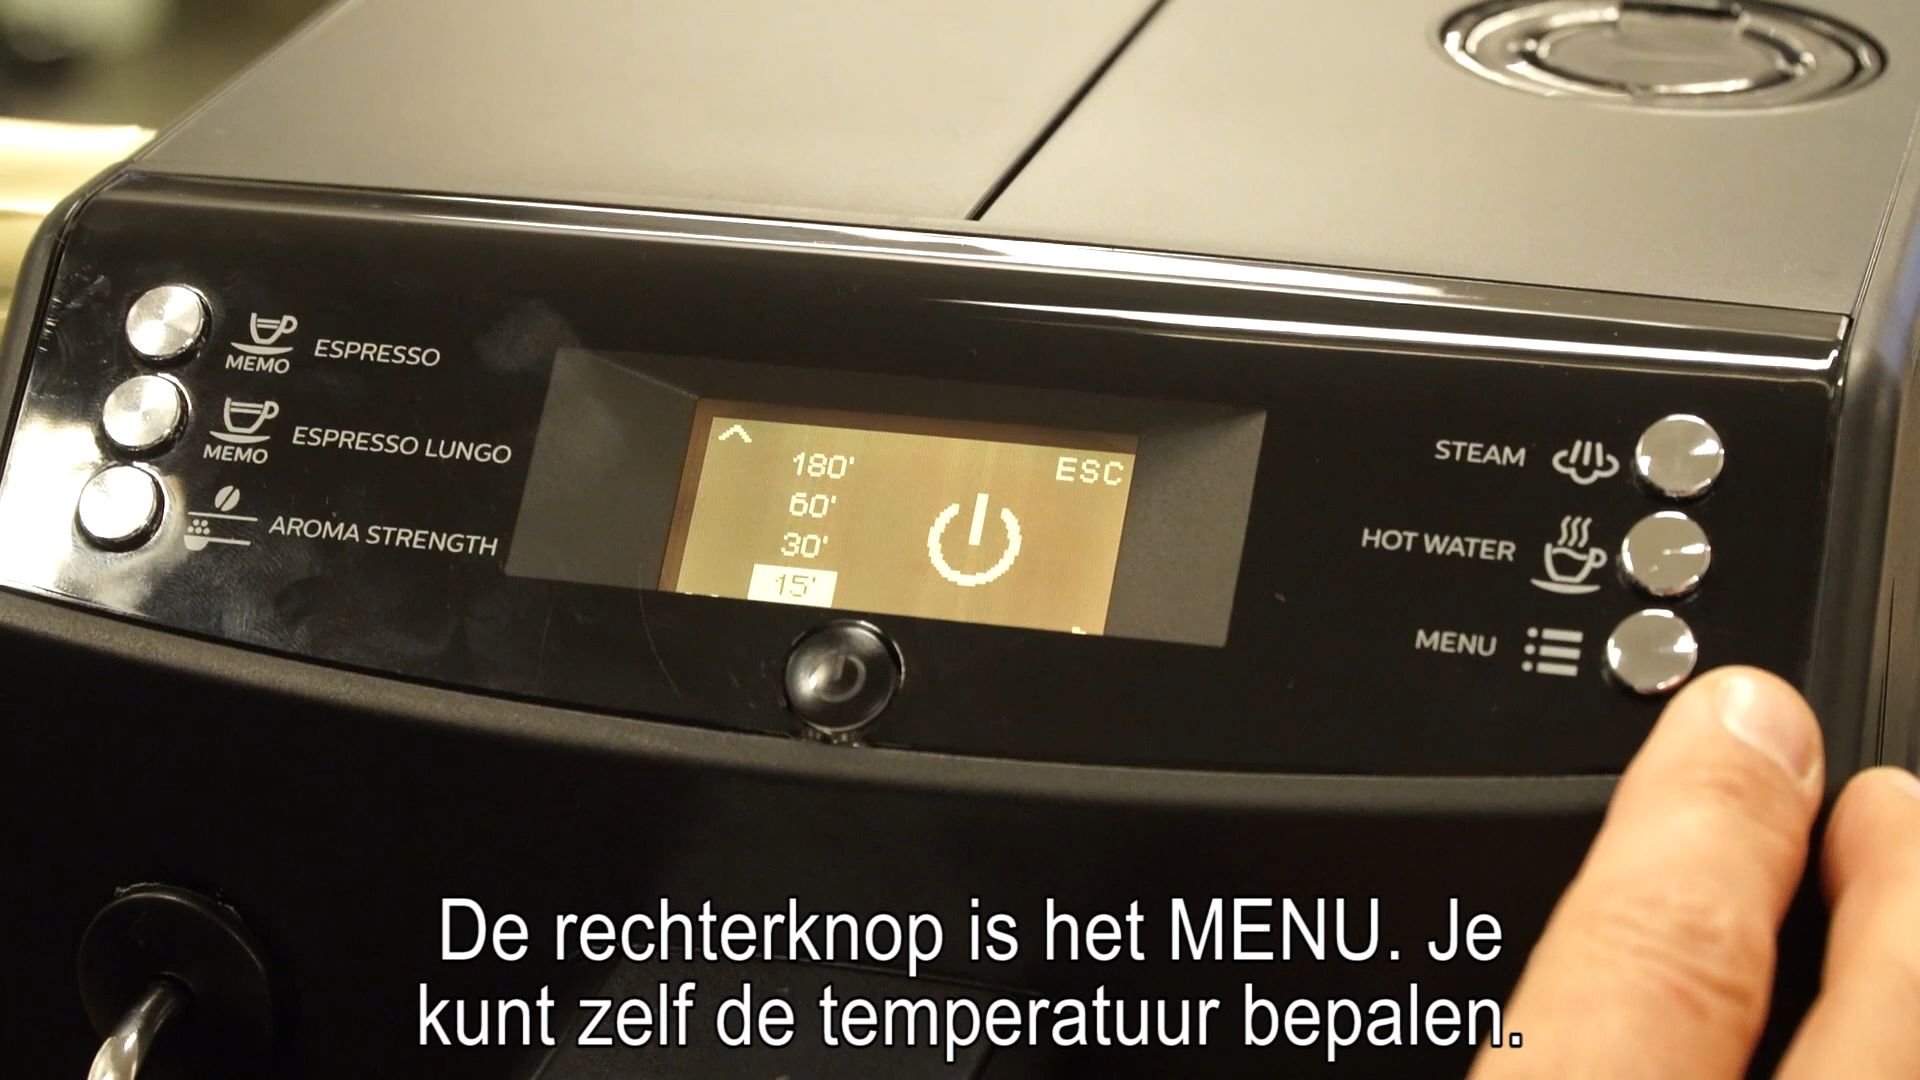 MEMO ESPRESSO
MEMO ESPRESSO LUNGO
AROMA STRENGTH
180'
60'
30'
15'
ESC
STEAM
HOT WATER
MENU
De rechterknop is het MENU. Je
kunt zelf de temperatuur bepalen.